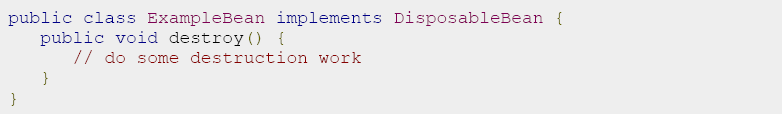 public class ExampleBean implements DisposableBean {
   public void destroy() {
      // do some destruction work
   }
}